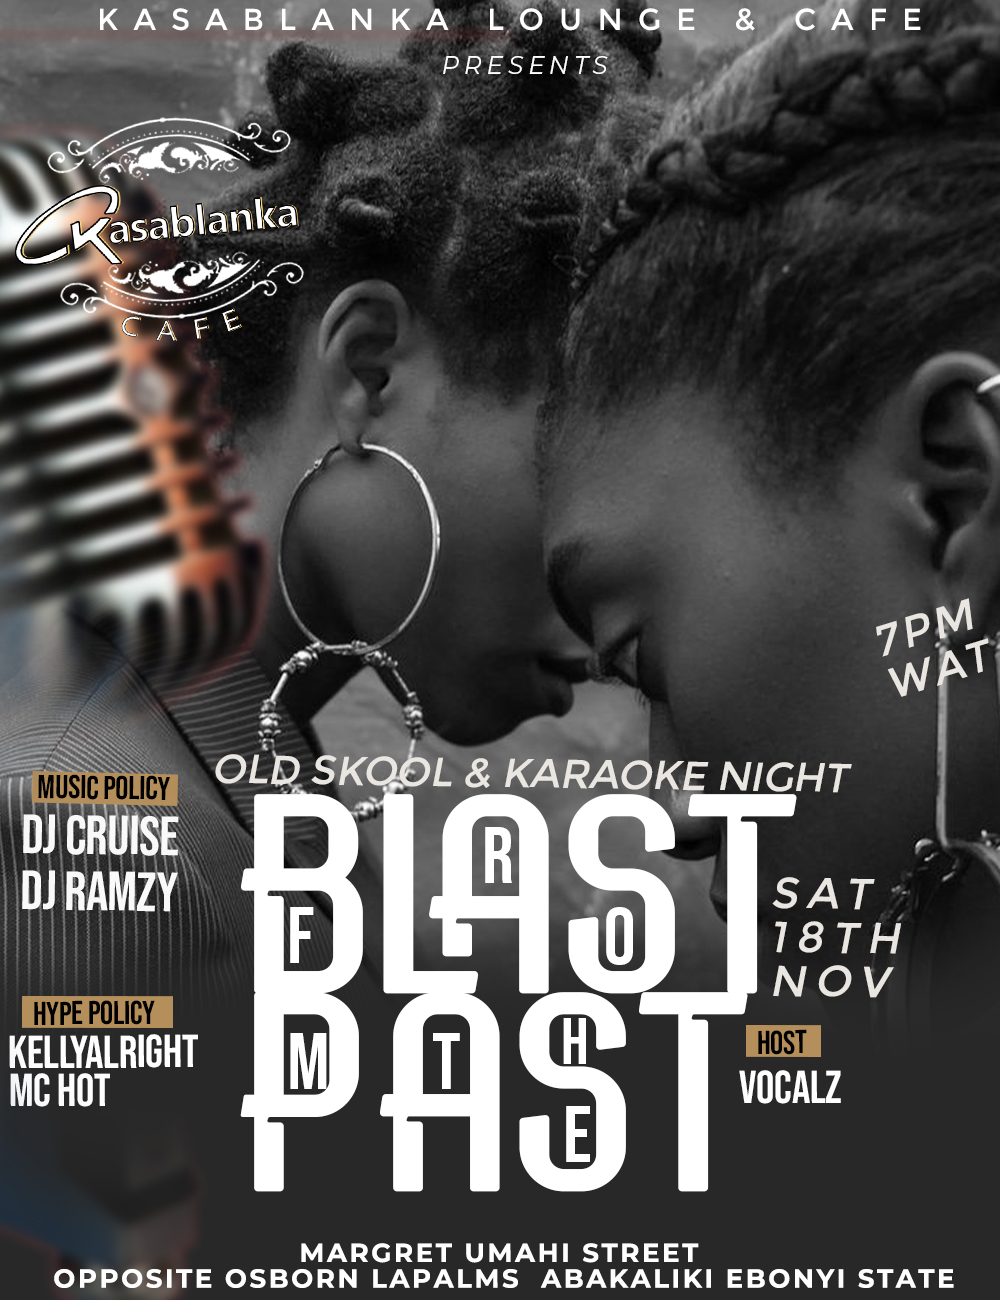 KASABLANKA LOUNGE & CAFE
PRESENTS
Kasablanka
CAFE
7PM
WAT
OLD SKOOL & KARAOKE NIGHT
BLAST
FROM THE
PAST
MUSIC POLICY
DJ CRUISE
DJ RAMZY
SAT
18TH
NOV
HYPE POLICY
KELLYALRIGHT
MC HOT
HOST
VOCALZ
MARGRET UMAHI STREET
OPPOSITE OSBORN LAPALMS ABAKALIKI EBONYI STATE